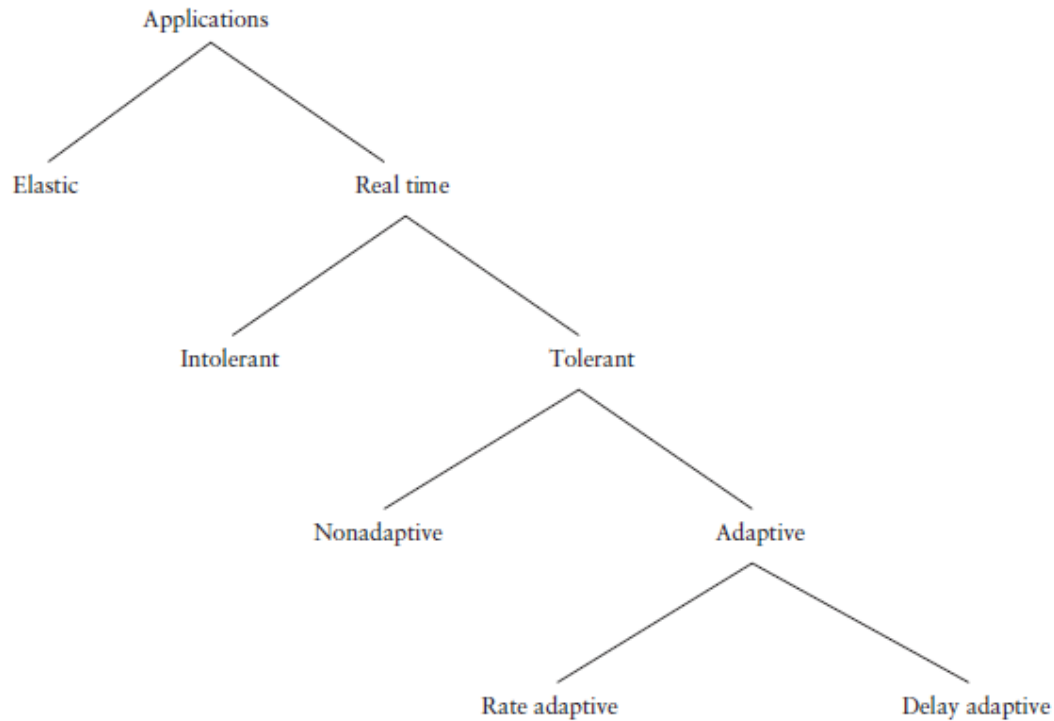 Applications
Elastic
Real time
Intolerant
Tolerant
Nonadaptive
Adaptive
Rate adaptive
Delay adaptive